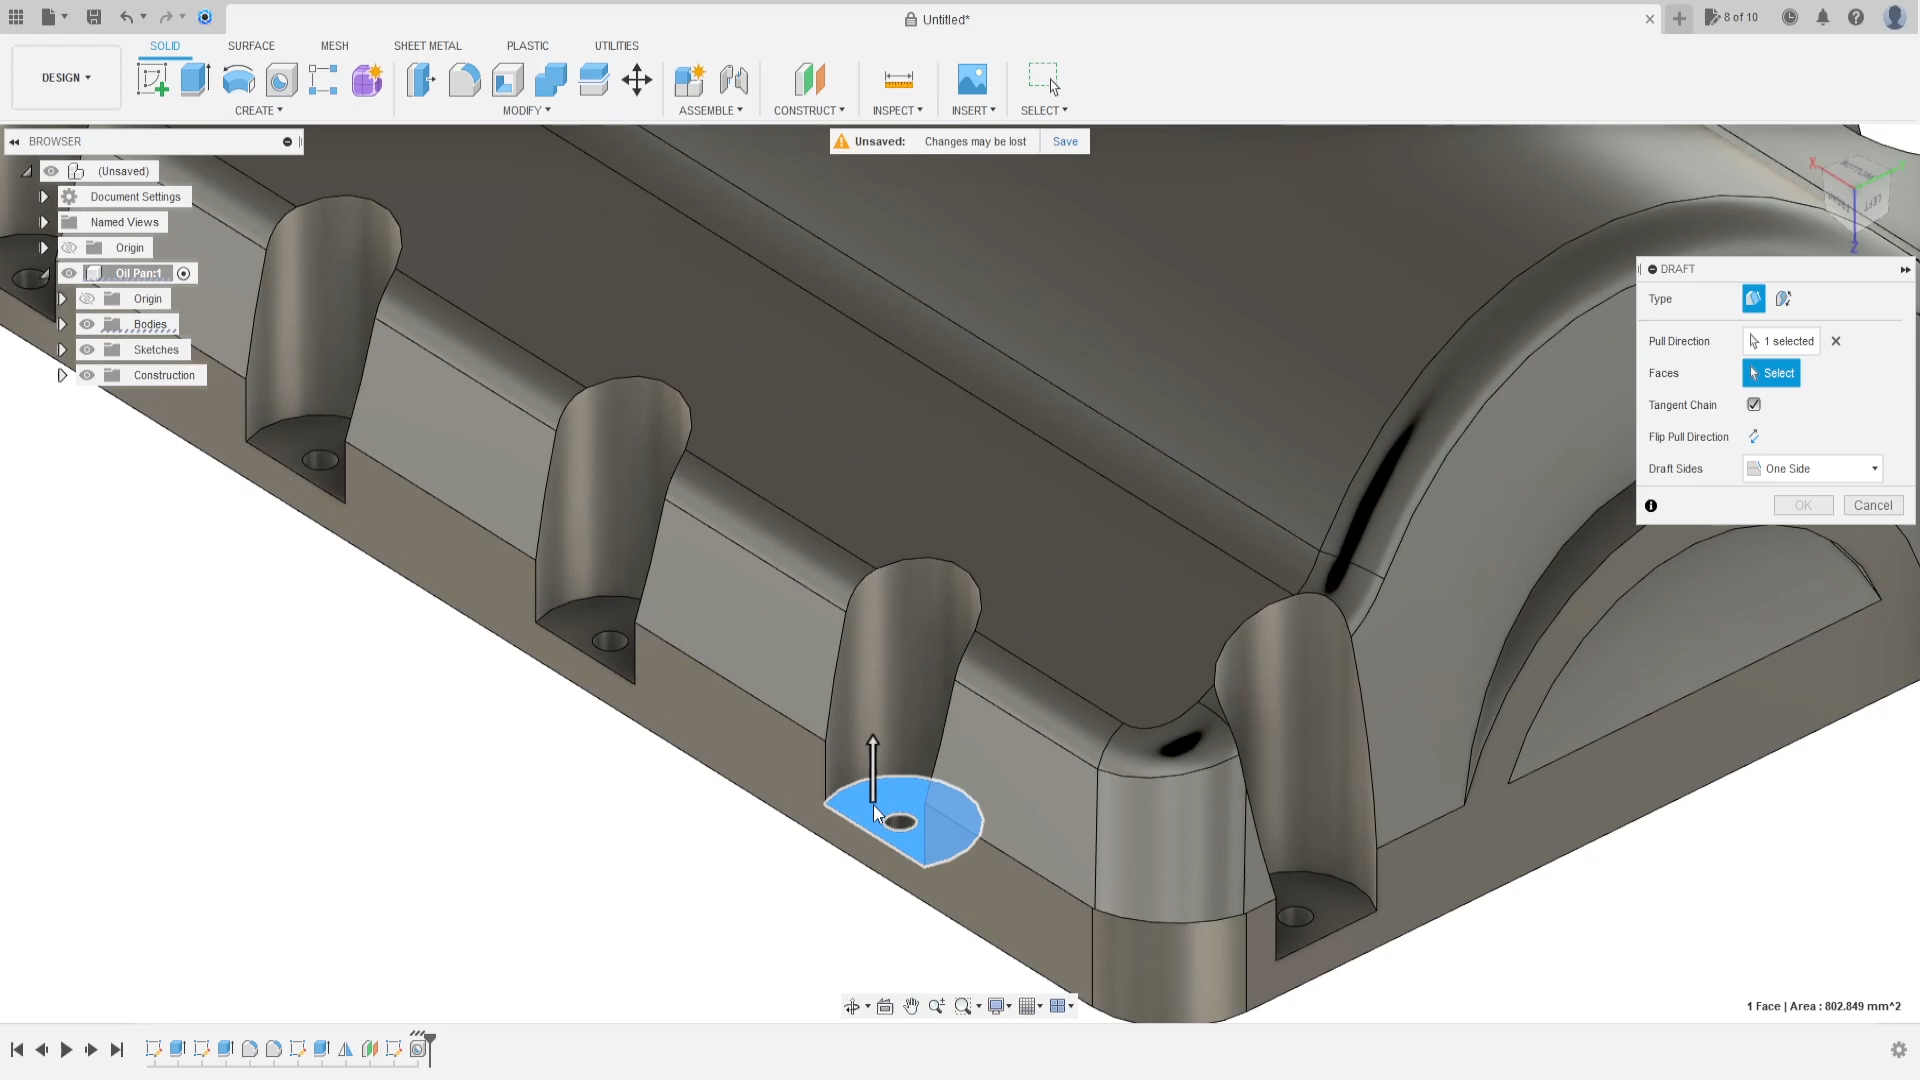 Untitled*
8 of 10
DESIGN
SOLID
SURFACE
MESH
SHEET METAL
PLASTIC
UTILITIES
CREATE
MODIFY
ASSEMBLE
CONSTRUCT
INSPECT
INSERT
SELECT
BROWSER
Unsaved: Changes may be lost Save
(Unsaved)
Document Settings
Named Views
Origin
Oil Pan:1
Origin
Bodies
Sketches
Construction
X
Z
BOTTOM
LEFT
DRAFT
Type
Pull Direction 1 selected
Faces Select
Tangent Chain
Flip Pull Direction
Draft Sides One Side
OK Cancel
1 Face | Area : 802.849 mm^2